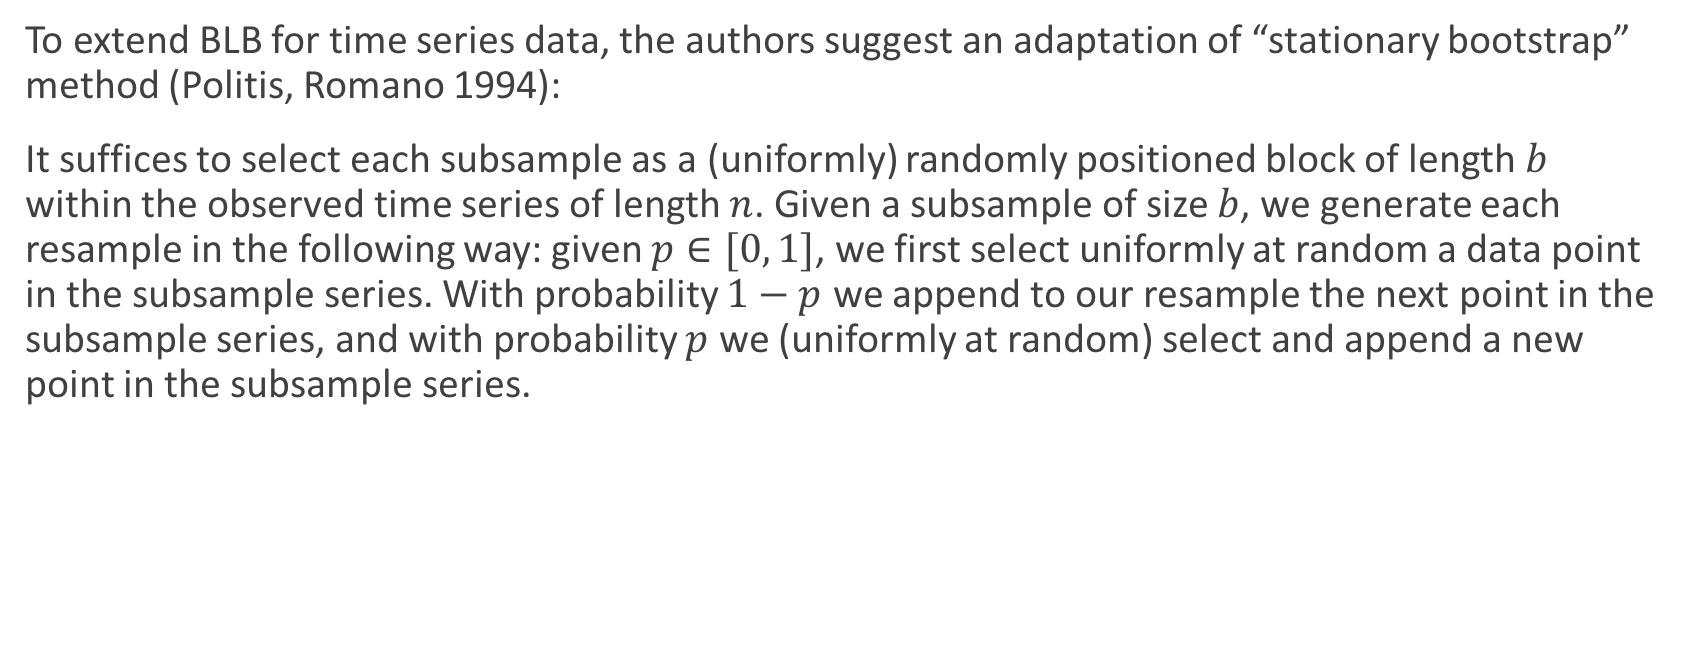 To extend BLB for time series data, the authors suggest an adaptation of “stationary bootstrap”
method (Politis, Romano 1994):
It suffices to select each subsample as a (uniformly) randomly positioned block of length b
within the observed time series of length n. Given a subsample of size b, we generate each
resample in the following way: given p ∈ [0, 1], we first select uniformly at random a data point
in the subsample series. With probability 1 − p we append to our resample the next point in the
subsample series, and with probability p we (uniformly at random) select and append a new
point in the subsample series.